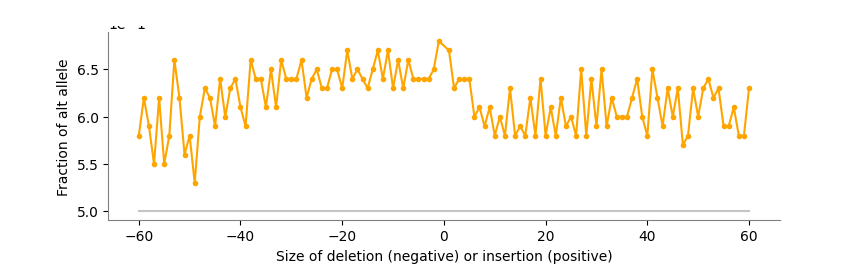 6.5
6.0
5.5
5.0
Fraction of alt allele
−60 −40 −20 0 20 40 60
Size of deletion (negative) or insertion (positive)